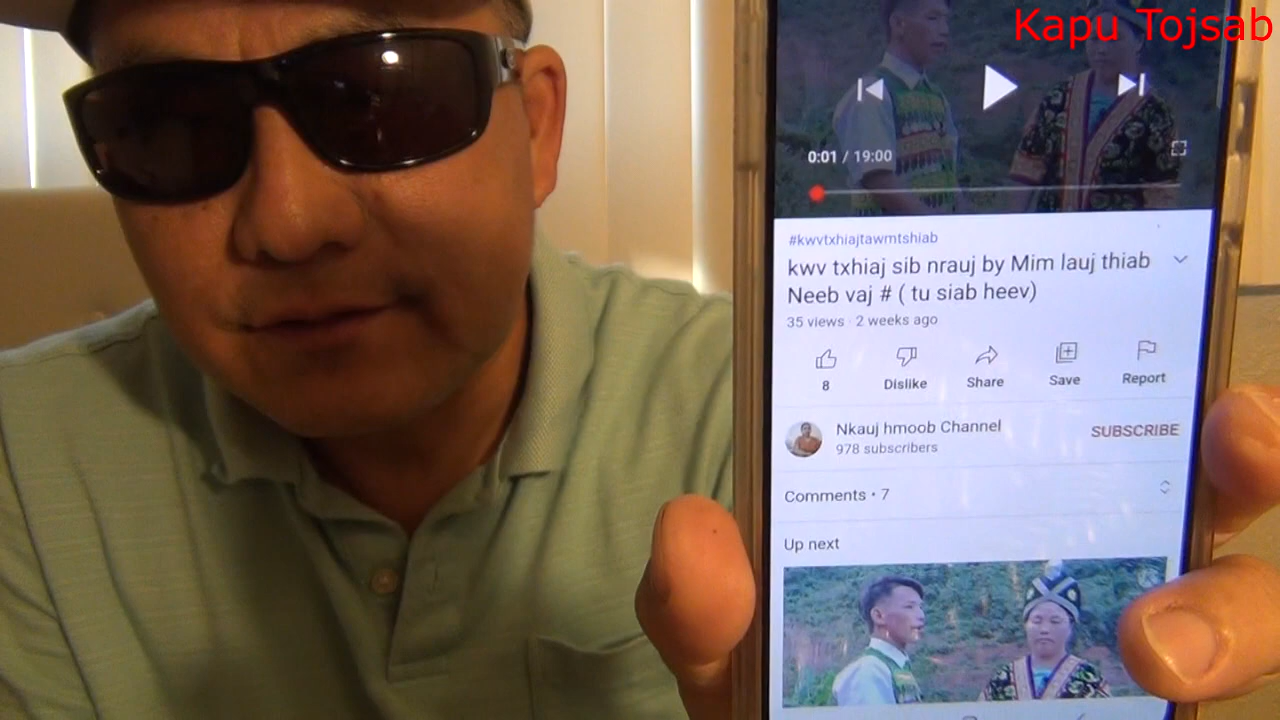 Kapu Tojsab
0:01 / 19:00
#kwvtxhiajtawmtshiab
kwv txhiaj sib nrauj by Mim lauj thiab
Neeb vaj # ( tu siab heev)
35 views · 2 weeks ago
8
Dislike
Share
Save
Report
Nkauj hmoob Channel
978 subscribers
SUBSCRIBE
Comments • 7
Up next